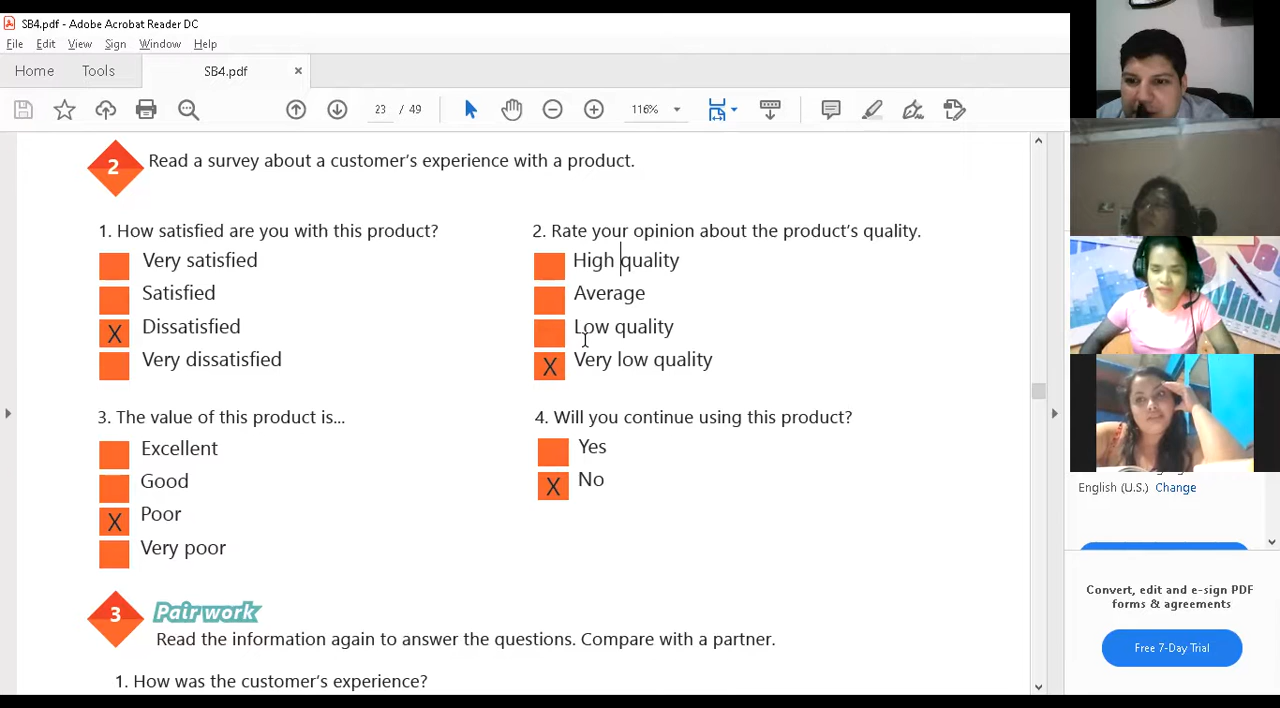 SB4.pdf - Adobe Acrobat Reader DC
File Edit View Sign Window Help
Home Tools SB4.pdf ×
23 / 49 116%
2 Read a survey about a customer's experience with a product.
1. How satisfied are you with this product?
Very satisfied
Satisfied
X Dissatisfied
Very dissatisfied
2. Rate your opinion about the product's quality.
High quality
Average
Low quality
X Very low quality
3. The value of this product is...
Excellent
Good
X Poor
Very poor
4. Will you continue using this product?
Yes
X No
3 Pair work
Read the information again to answer the questions. Compare with a partner.
1. How was the customer's experience?
English (U.S.) Change
Convert, edit and e-sign PDF
forms & agreements
Free 7-Day Trial